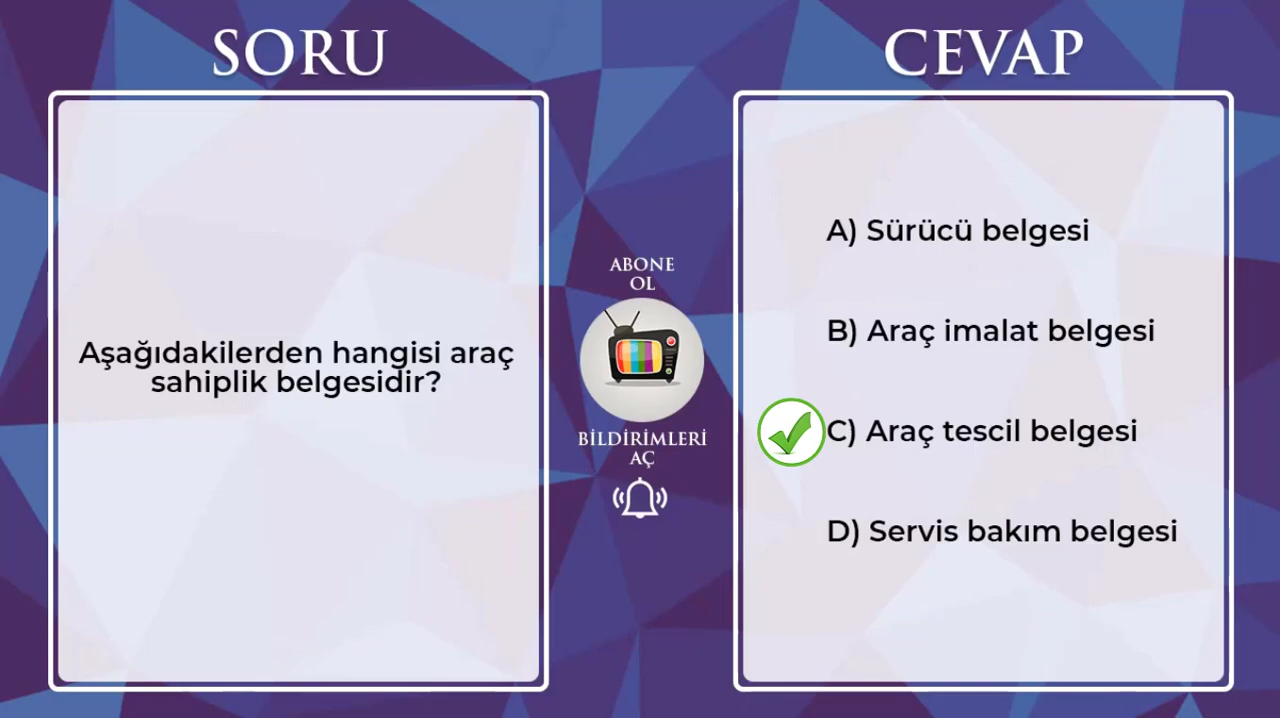 SORU
Aşağıdakilerden hangisi araç
sahiplik belgesidir?
ABONE
OL
BİLDİRİMLERİ
AÇ
CEVAP
A) Sürücü belgesi
B) Araç imalat belgesi
C) Araç tescil belgesi
D) Servis bakım belgesi